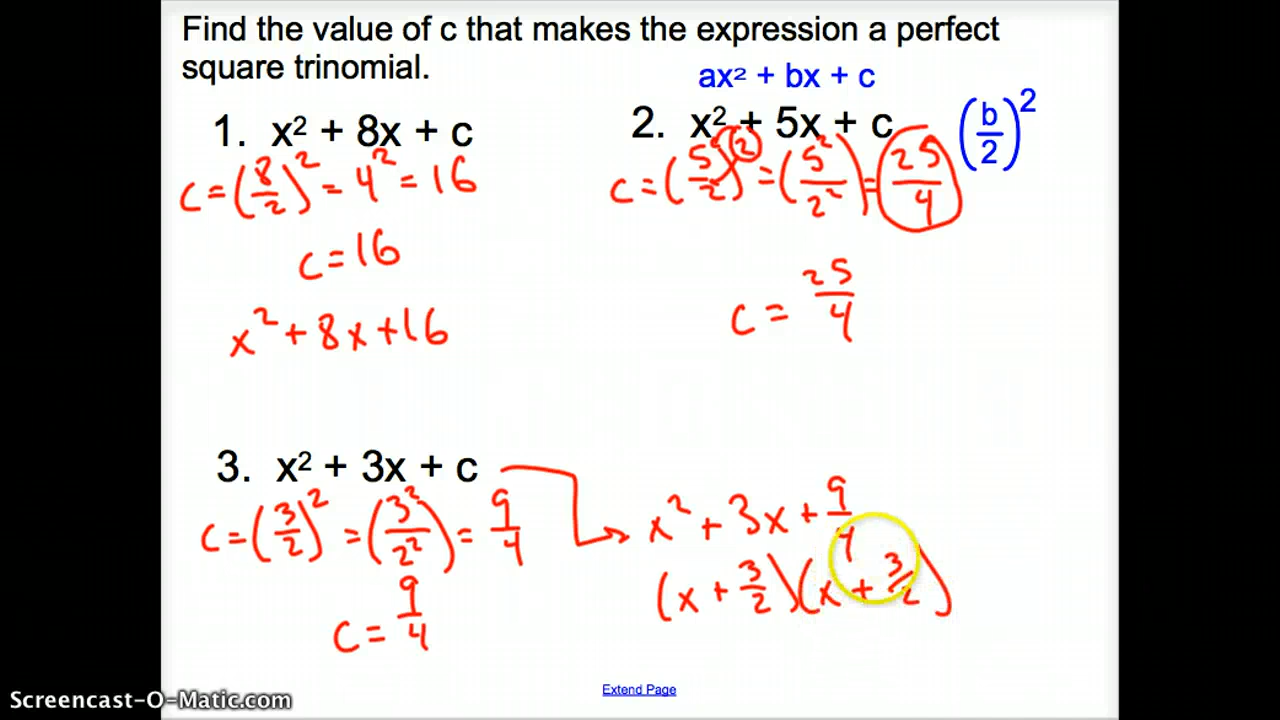 Find the value of c that makes the expression a perfect
square trinomial.
ax² + bx + c
1. x² + 8x + c
c = (8/2)² = 4² = 16
c = 16
x² + 8x + 16
2. x² + 5x + c
(b/2)²
c = (5/2)² = (5²/2²) = 25/4
c = 25/4
3. x² + 3x + c
c = (3/2)² = (3²/2²) = 9/4
c = 9/4
x² + 3x + 9/4
(x + 3/2)(x + 3/2)
Extend Page
Screencast-O-Matic.com